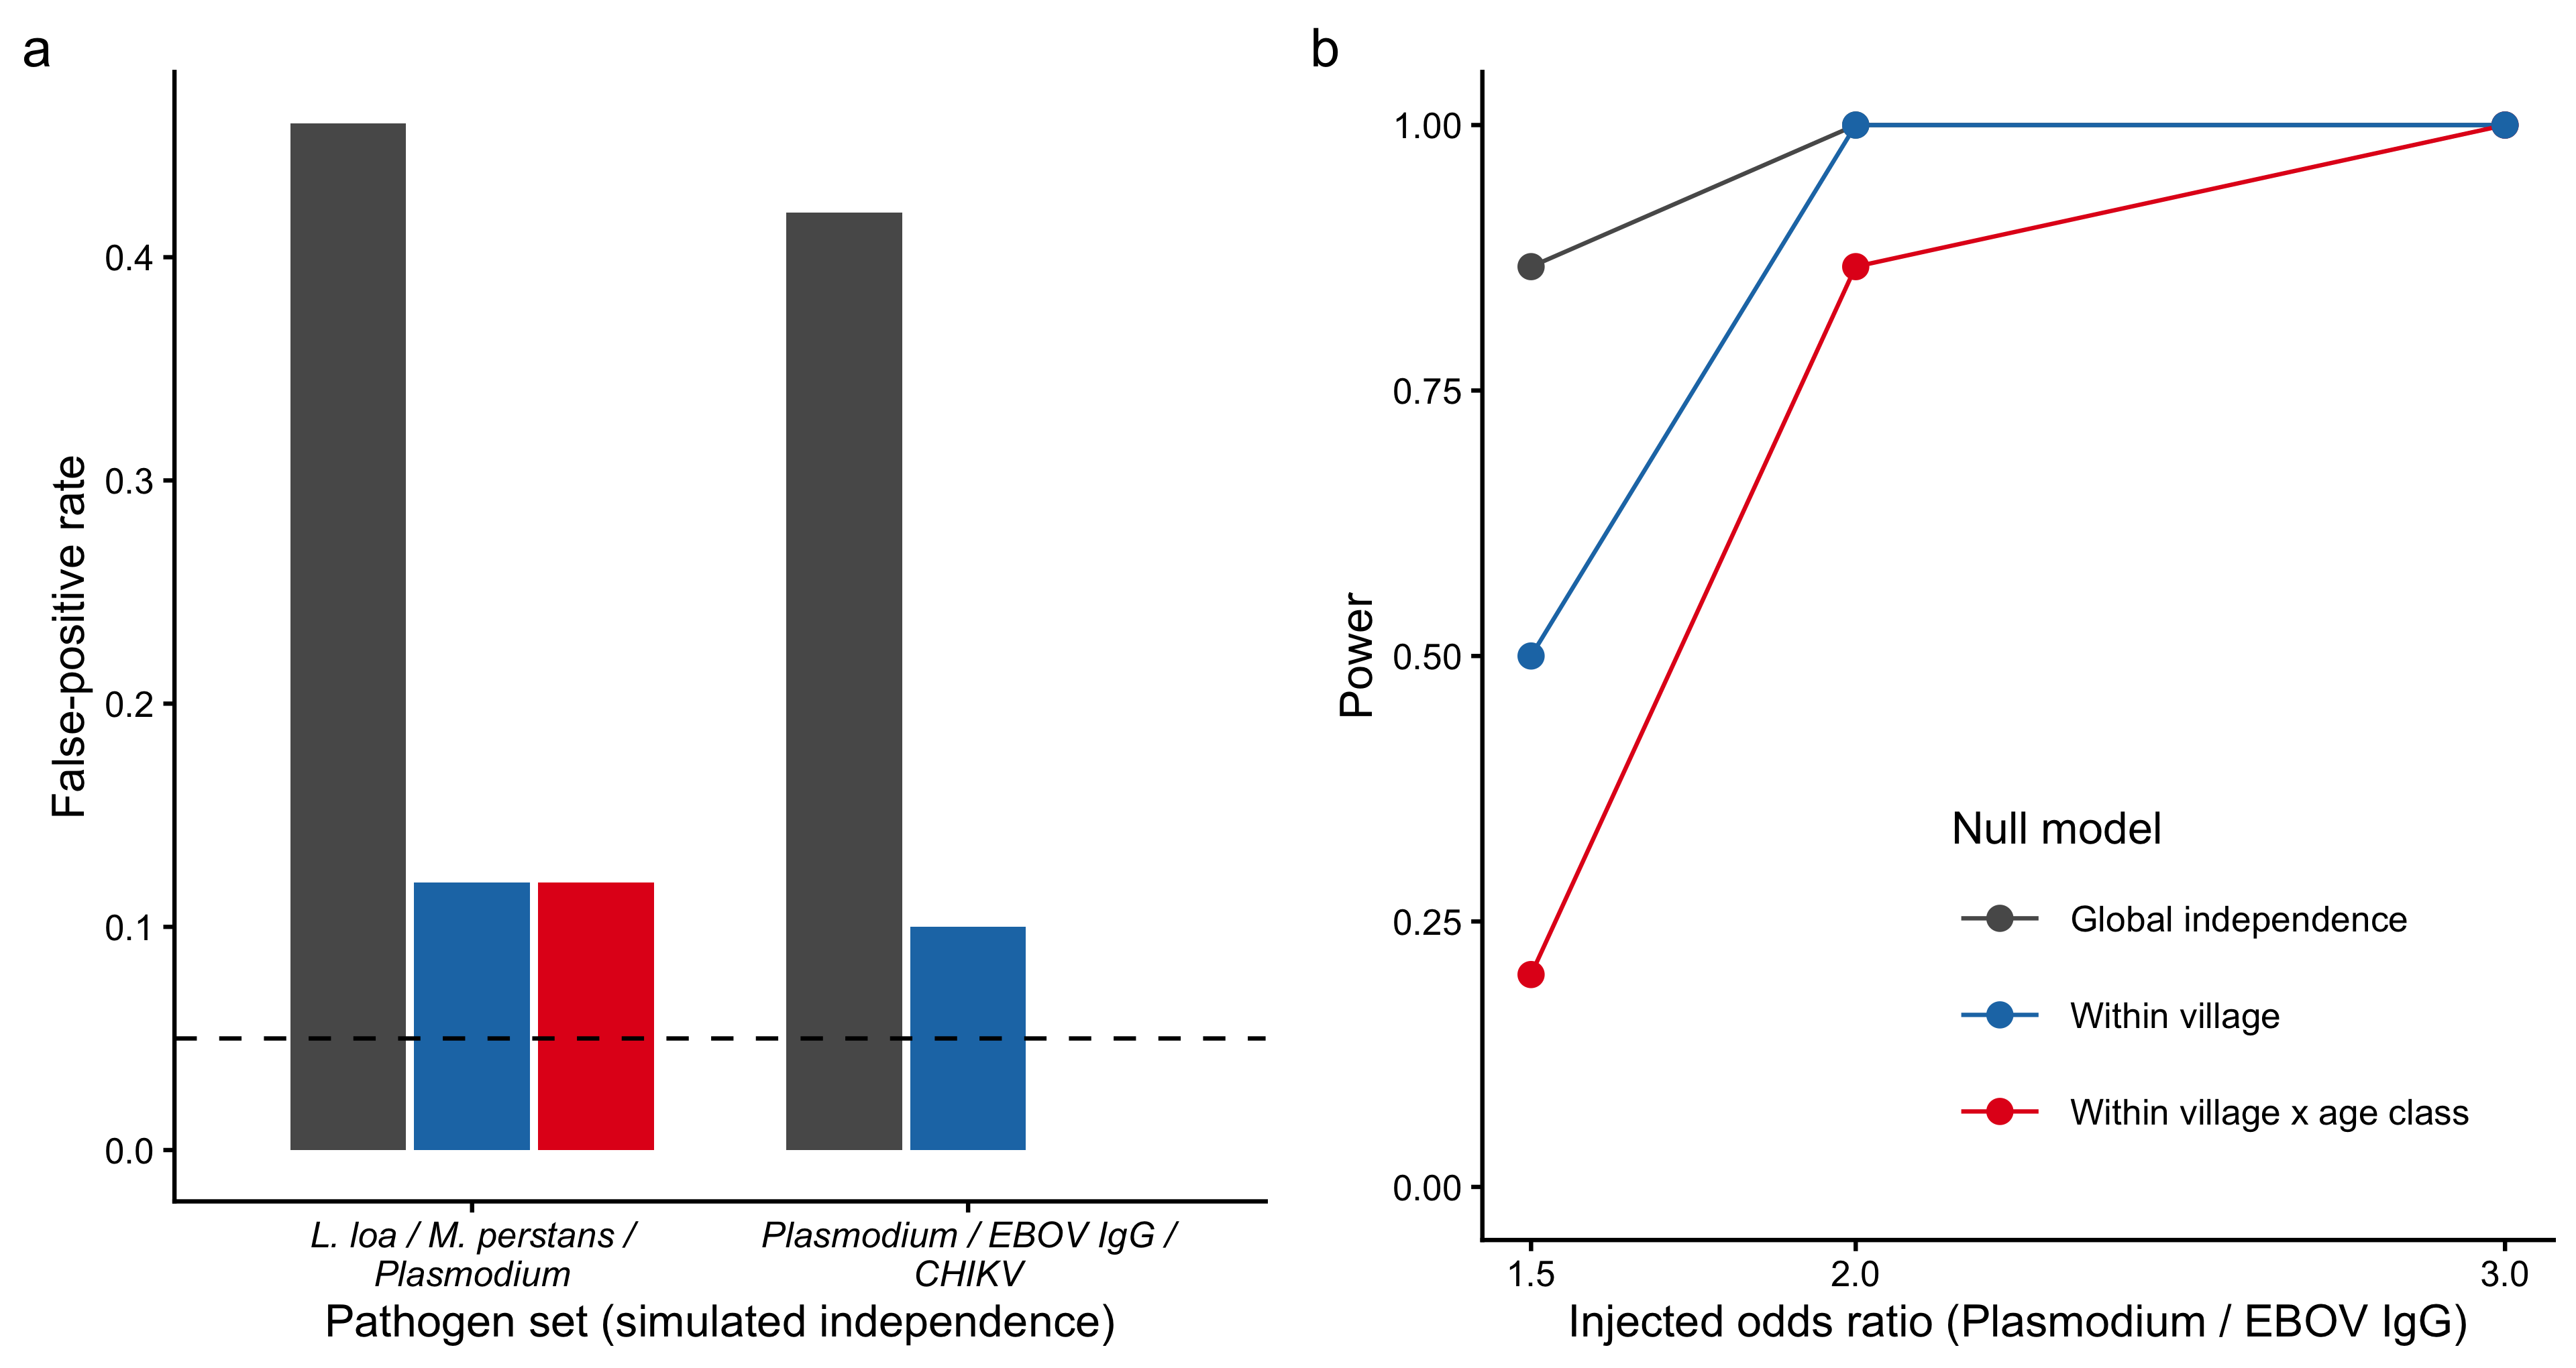 a
False-positive rate
0.4
0.3
0.2
0.1
0.0
L. loa / M. perstans /
Plasmodium
Plasmodium / EBOV IgG /
CHIKV
Pathogen set (simulated independence)
b
Power
1.00
0.75
0.50
0.25
0.00
Null model
Global independence
Within village
Within village x age class
1.5
2.0
3.0
Injected odds ratio (Plasmodium / EBOV IgG)